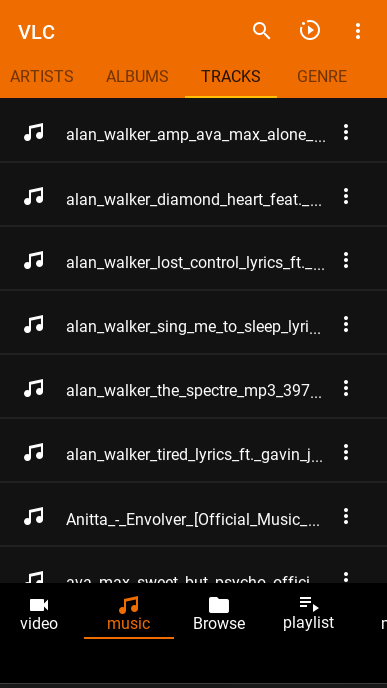 VLC
ARTISTS ALBUMS TRACKS GENRE
alan_walker_amp_ava_max_alone_...
alan_walker_diamond_heart_feat._...
alan_walker_lost_control_lyrics_ft._...
alan_walker_sing_me_to_sleep_lyri...
alan_walker_the_spectre_mp3_397...
alan_walker_tired_lyrics_ft._gavin_j...
Anitta_-_Envolver_[Official_Music_...
ava_max_sweet_but_psycho_offici...
video music Browse playlist